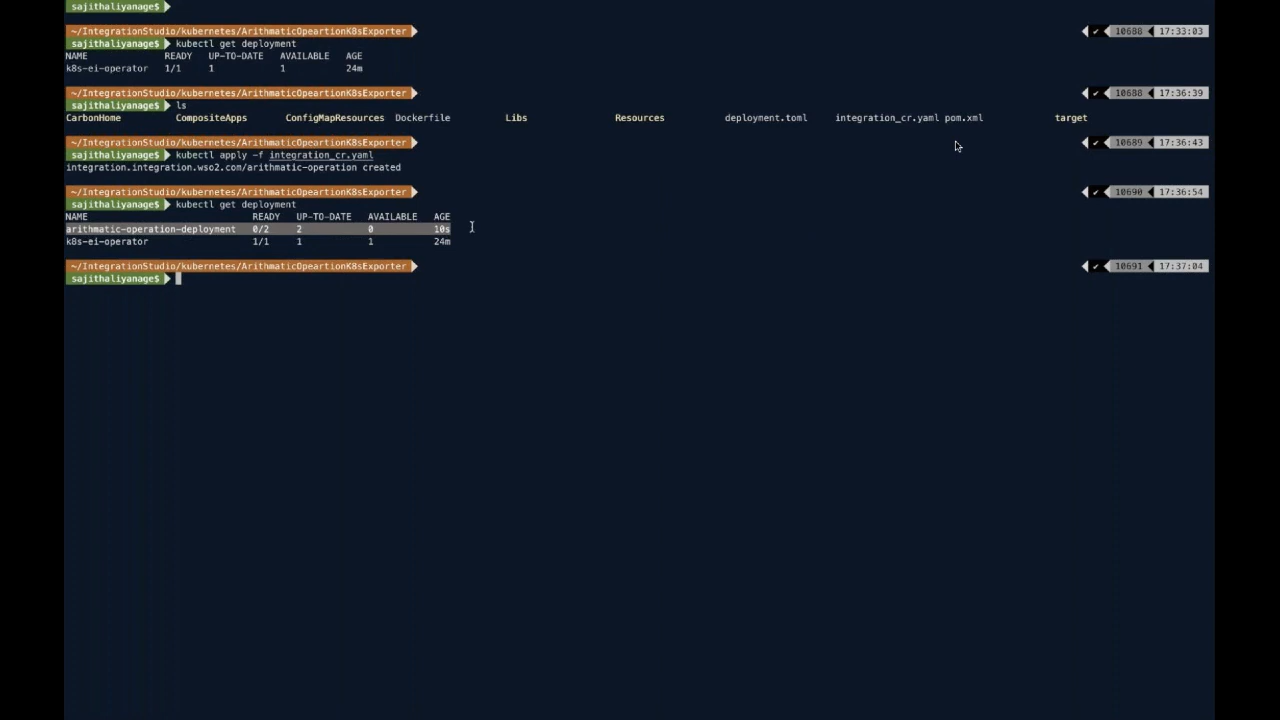 sajithaliyanage$
~/IntegrationStudio/kubernetes/ArithmaticOpeartionK8sExporter ✔ 10688 17:33:03
sajithaliyanage$ kubectl get deployment
NAME READY UP-TO-DATE AVAILABLE AGE
k8s-ei-operator 1/1 1 1 24m
~/IntegrationStudio/kubernetes/ArithmaticOpeartionK8sExporter ✔ 10688 17:36:39
sajithaliyanage$ ls
CarbonHome CompositeApps ConfigMapResources Dockerfile Libs Resources deployment.toml integration_cr.yaml pom.xml target
~/IntegrationStudio/kubernetes/ArithmaticOpeartionK8sExporter ✔ 10689 17:36:43
sajithaliyanage$ kubectl apply -f integration_cr.yaml
integration.integration.wso2.com/arithmatic-operation created
~/IntegrationStudio/kubernetes/ArithmaticOpeartionK8sExporter ✔ 10690 17:36:54
sajithaliyanage$ kubectl get deployment
NAME READY UP-TO-DATE AVAILABLE AGE
arithmatic-operation-deployment 0/2 2 0 10s
k8s-ei-operator 1/1 1 1 24m
~/IntegrationStudio/kubernetes/ArithmaticOpeartionK8sExporter ✔ 10691 17:37:04
sajithaliyanage$